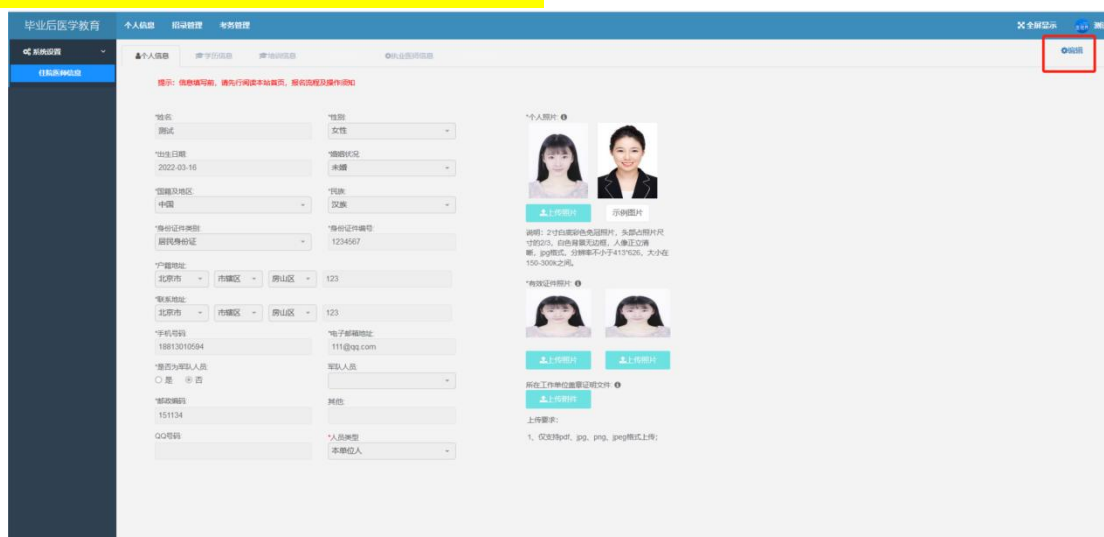 毕业后医学教育 个人信息 招录管理 考务管理 全屏显示
系统设置 个人信息 学历信息 培训信息 执业医师信息 编辑
住院医师信息
提示：信息填写前，请先行阅读本站首页，报名流程及操作须知
*姓名: *性别: *个人照片:
测试 女性
*出生日期: *婚姻状况:
2022-03-16 未婚
*国籍及地区: *民族:
中国 汉族
上传照片 示例图片
*身份证件类别: *身份证件编号:
居民身份证 1234567
说明：2寸白底彩色免冠照片，头部占照片尺
寸的2/3，白色背景无边框，人像正立清
晰，jpg格式，分辨率不小于413*626，大小在
150-300k之间。
*户籍地址:
北京市 市辖区 房山区 123
*有效证件照片:
*联系地址:
北京市 市辖区 房山区 123
*手机号码: *电子邮箱地址:
18813010594 111@qq.com
*是否为军队人员: 军队人员:
是 否
上传照片 上传照片
所在工作单位盖章证明文件:
上传附件
*邮政编码: 其他:
151134
上传要求：
QQ号码: *人员类型
本单位人
1、仅支持pdf、jpg、png、jpeg格式上传；